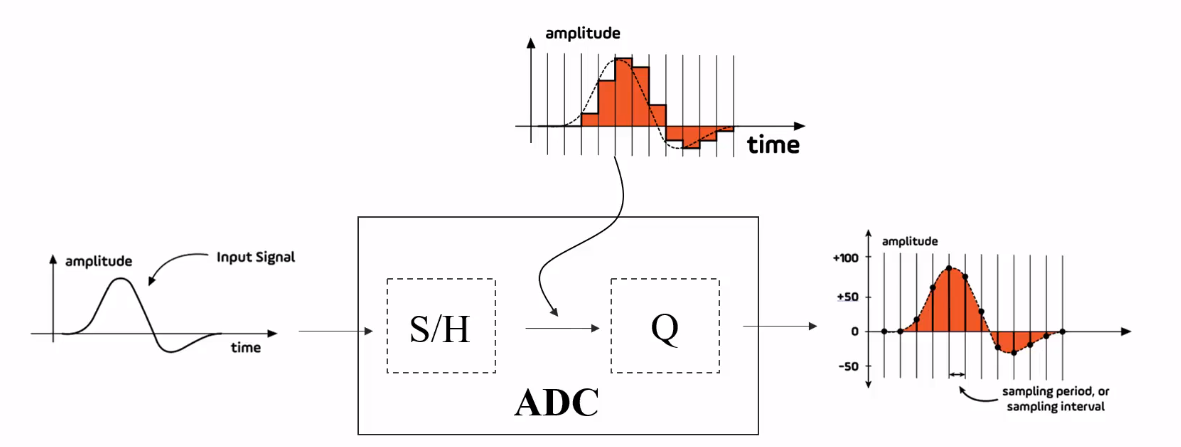 amplitude
time
amplitude
Input Signal
time
S/H
Q
ADC
amplitude
+100
+50
0
-50
sampling period, or
sampling interval